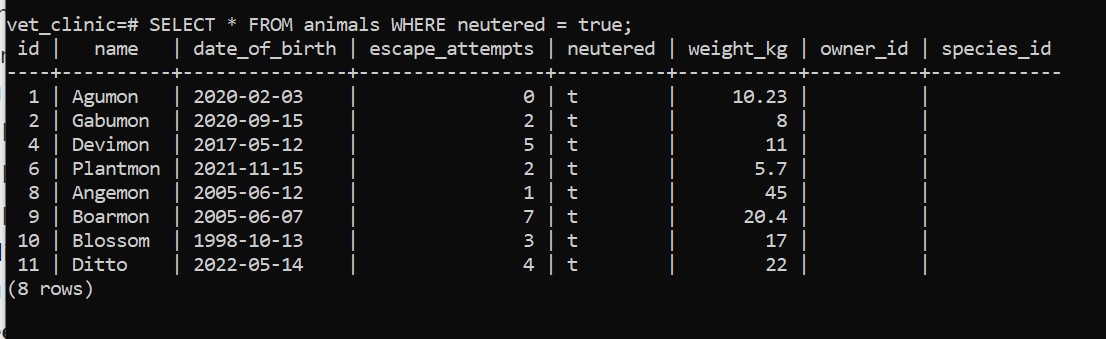 vet_clinic=# SELECT * FROM animals WHERE neutered = true;
 id |   name   | date_of_birth | escape_attempts | neutered | weight_kg | owner_id | species_id
----+----------+---------------+-----------------+----------+-----------+----------+------------
  1 | Agumon   | 2020-02-03    |               0 | t        |     10.23 |          |
  2 | Gabumon  | 2020-09-15    |               2 | t        |         8 |          |
  4 | Devimon  | 2017-05-12    |               5 | t        |        11 |          |
  6 | Plantmon | 2021-11-15    |               2 | t        |       5.7 |          |
  8 | Angemon  | 2005-06-12    |               1 | t        |        45 |          |
  9 | Boarmon  | 2005-06-07    |               7 | t        |      20.4 |          |
 10 | Blossom  | 1998-10-13    |               3 | t        |        17 |          |
 11 | Ditto    | 2022-05-14    |               4 | t        |        22 |          |
(8 rows)